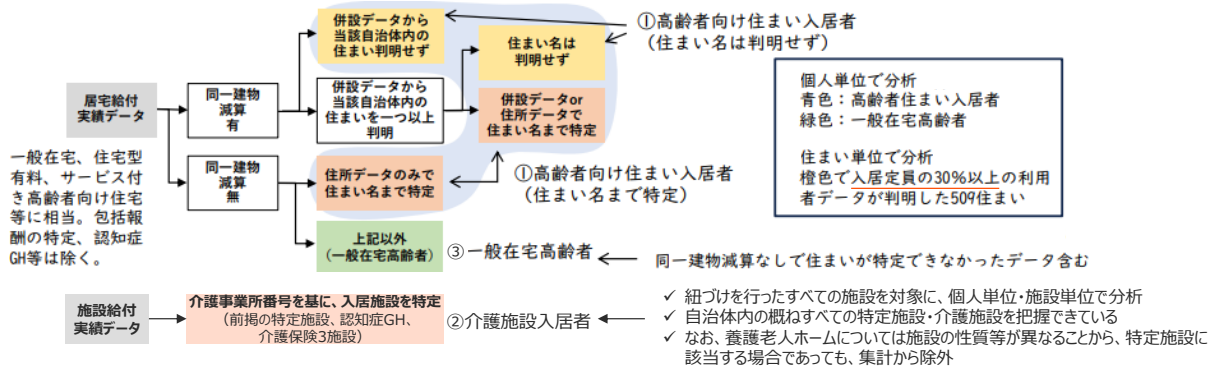 併設データから
当該自治体内の
住まい判明せず
①高齢者向け住まい入居者
(住まい名は判明せず)
住まい名は
判明せず
居宅給付
実績データ
同一建物
減算
有
併設データから
当該自治体内の
住まいを一つ以上
判明
併設データor
住所データで
住まい名まで特定
個人単位で分析
青色：高齢者住まい入居者
緑色：一般在宅高齢者
住まい単位で分析
橙色で入居定員の30%以上の利用
者データが判明した509住まい
一般在宅、住宅型
有料、サービス付
き高齢者向け住宅
等に相当。包括報
酬の特定、認知症
GH等は除く。
同一建物
減算
無
住所データのみで
住まい名まで特定
①高齢者向け住まい入居者
(住まい名まで特定)
上記以外
(一般在宅高齢者)
③一般在宅高齢者
同一建物減算なしで住まいが特定できなかったデータ含む
施設給付
実績データ
介護事業所番号を基に、入居施設を特定
(前掲の特定施設、認知症GH、
介護保険3施設)
②介護施設入居者
✓ 紐づけを行ったすべての施設を対象に、個人単位・施設単位で分析
✓ 自治体内の概ねすべての特定施設・介護施設を把握できている
✓ なお、養護老人ホームについては施設の性質等が異なることから、特定施設に
該当する場合であっても、集計から除外